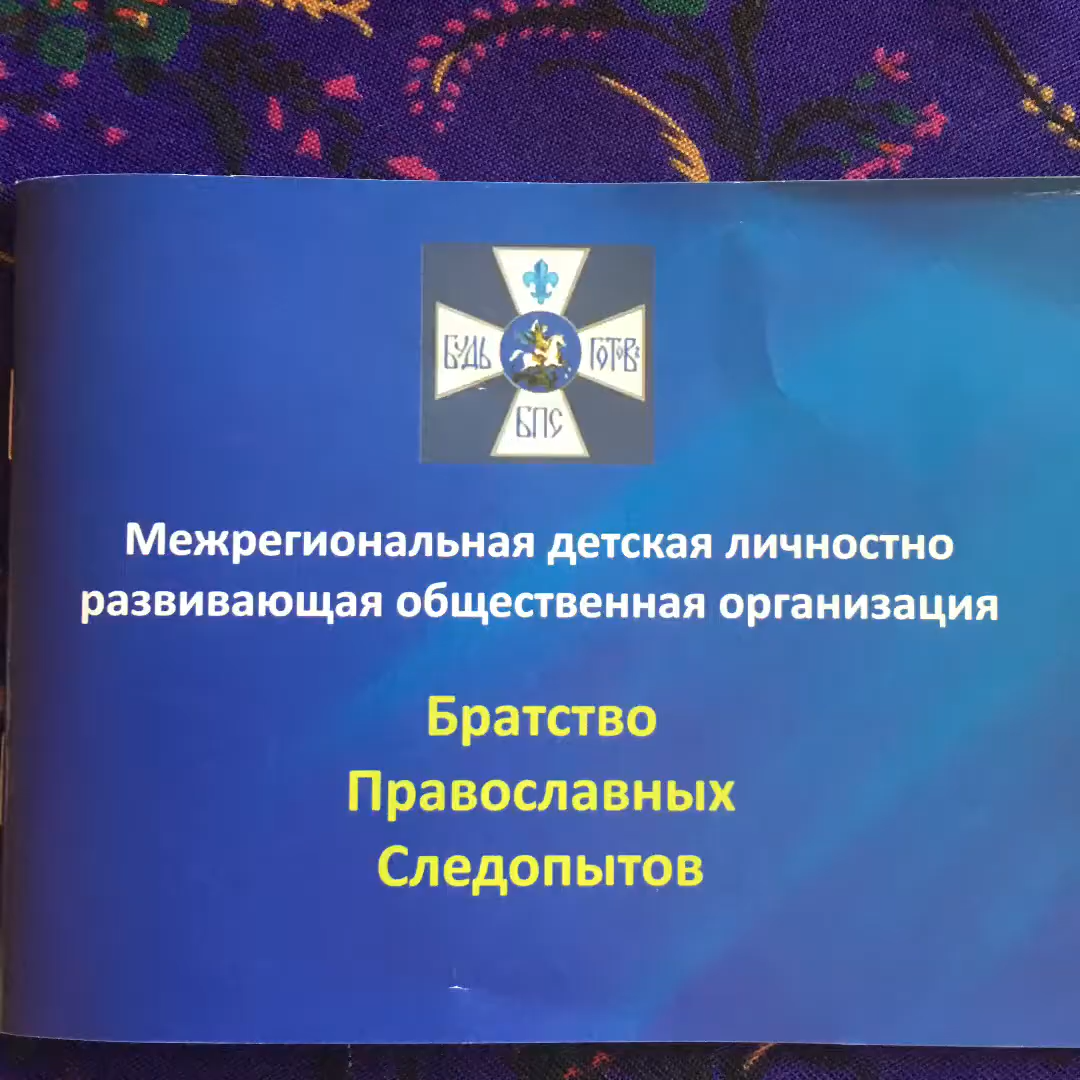 БУДЬ ГОТОВЪ
БПС
Межрегиональная детская личностно
развивающая общественная организация
Братство
Православных
Следопытов